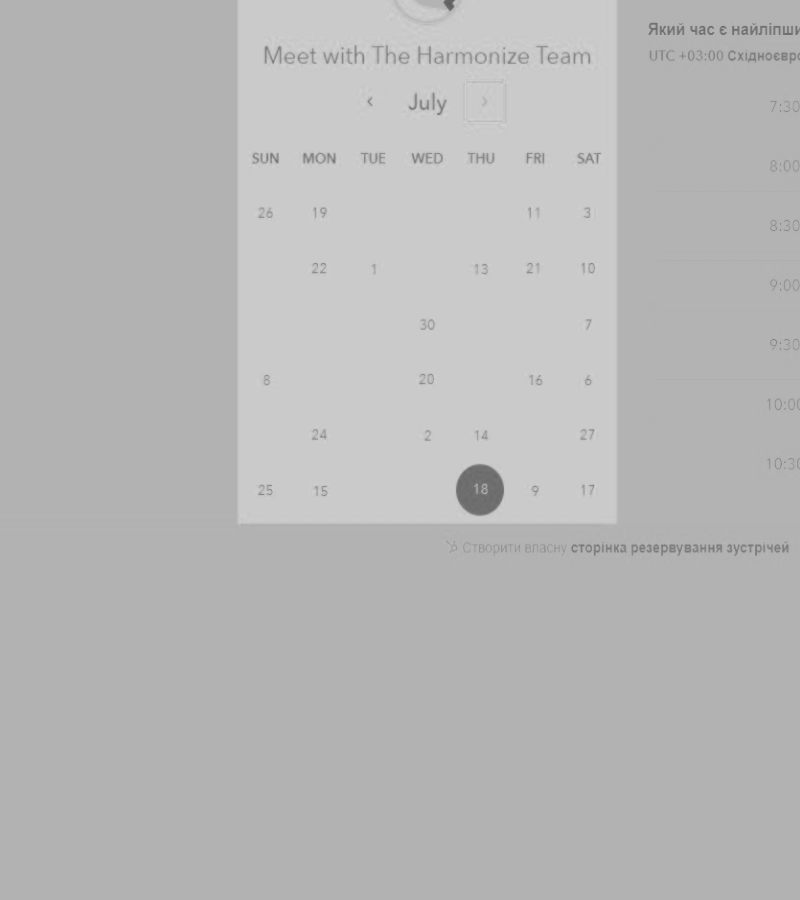 Meet with The Harmonize Team
July
SUN MON TUE WED THU FRI SAT
26 19 11 3
22 1 13 21 10
30 7
8 20 16 6
24 2 14 27
25 15 18 9 17
Який час є
UTC +03:00
7:30
8:00
8:30
9:00
9:30
10:00
10:30
Створити власну сторінка резервування зустрічей